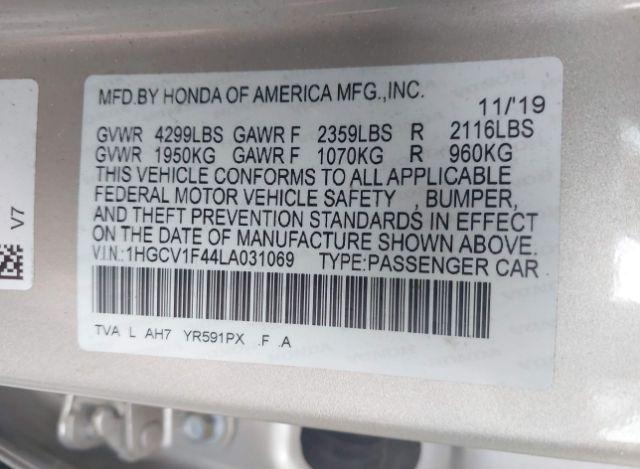 MFD.BY HONDA OF AMERICA MFG.,INC.
11/'19
GVWR 4299LBS GAWR F 2359LBS R 2116LBS
GVWR 1950KG GAWR F 1070KG R 960KG
THIS VEHICLE CONFORMS TO ALL APPLICABLE
FEDERAL MOTOR VEHICLE SAFETY , BUMPER,
AND THEFT PREVENTION STANDARDS IN EFFECT
ON THE DATE OF MANUFACTURE SHOWN ABOVE.
V.I.N.:1HGCV1F44LA031069 TYPE:PASSENGER CAR
TVA L AH7 YR591PX .F .A
V7